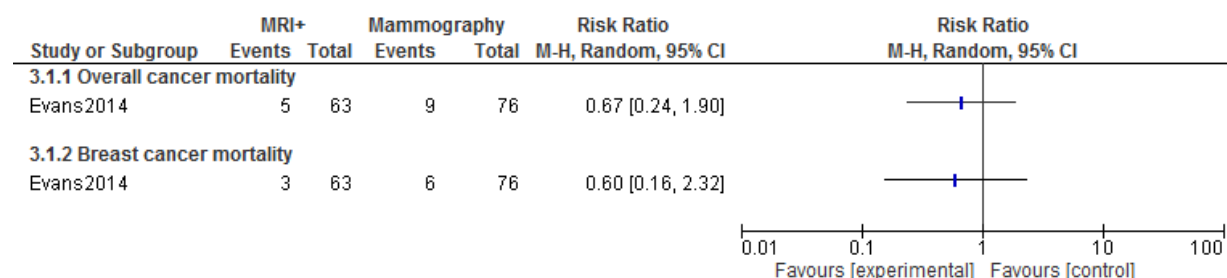 MRI+ Mammography Risk Ratio Risk Ratio
Study or Subgroup Events Total Events Total M-H, Random, 95% CI M-H, Random, 95% CI
3.1.1 Overall cancer mortality
Evans2014 5 63 9 76 0.67 [0.24, 1.90]
3.1.2 Breast cancer mortality
Evans2014 3 63 6 76 0.60 [0.16, 2.32]
0.01 0.1 1 10 100
Favours [experimental] Favours [control]